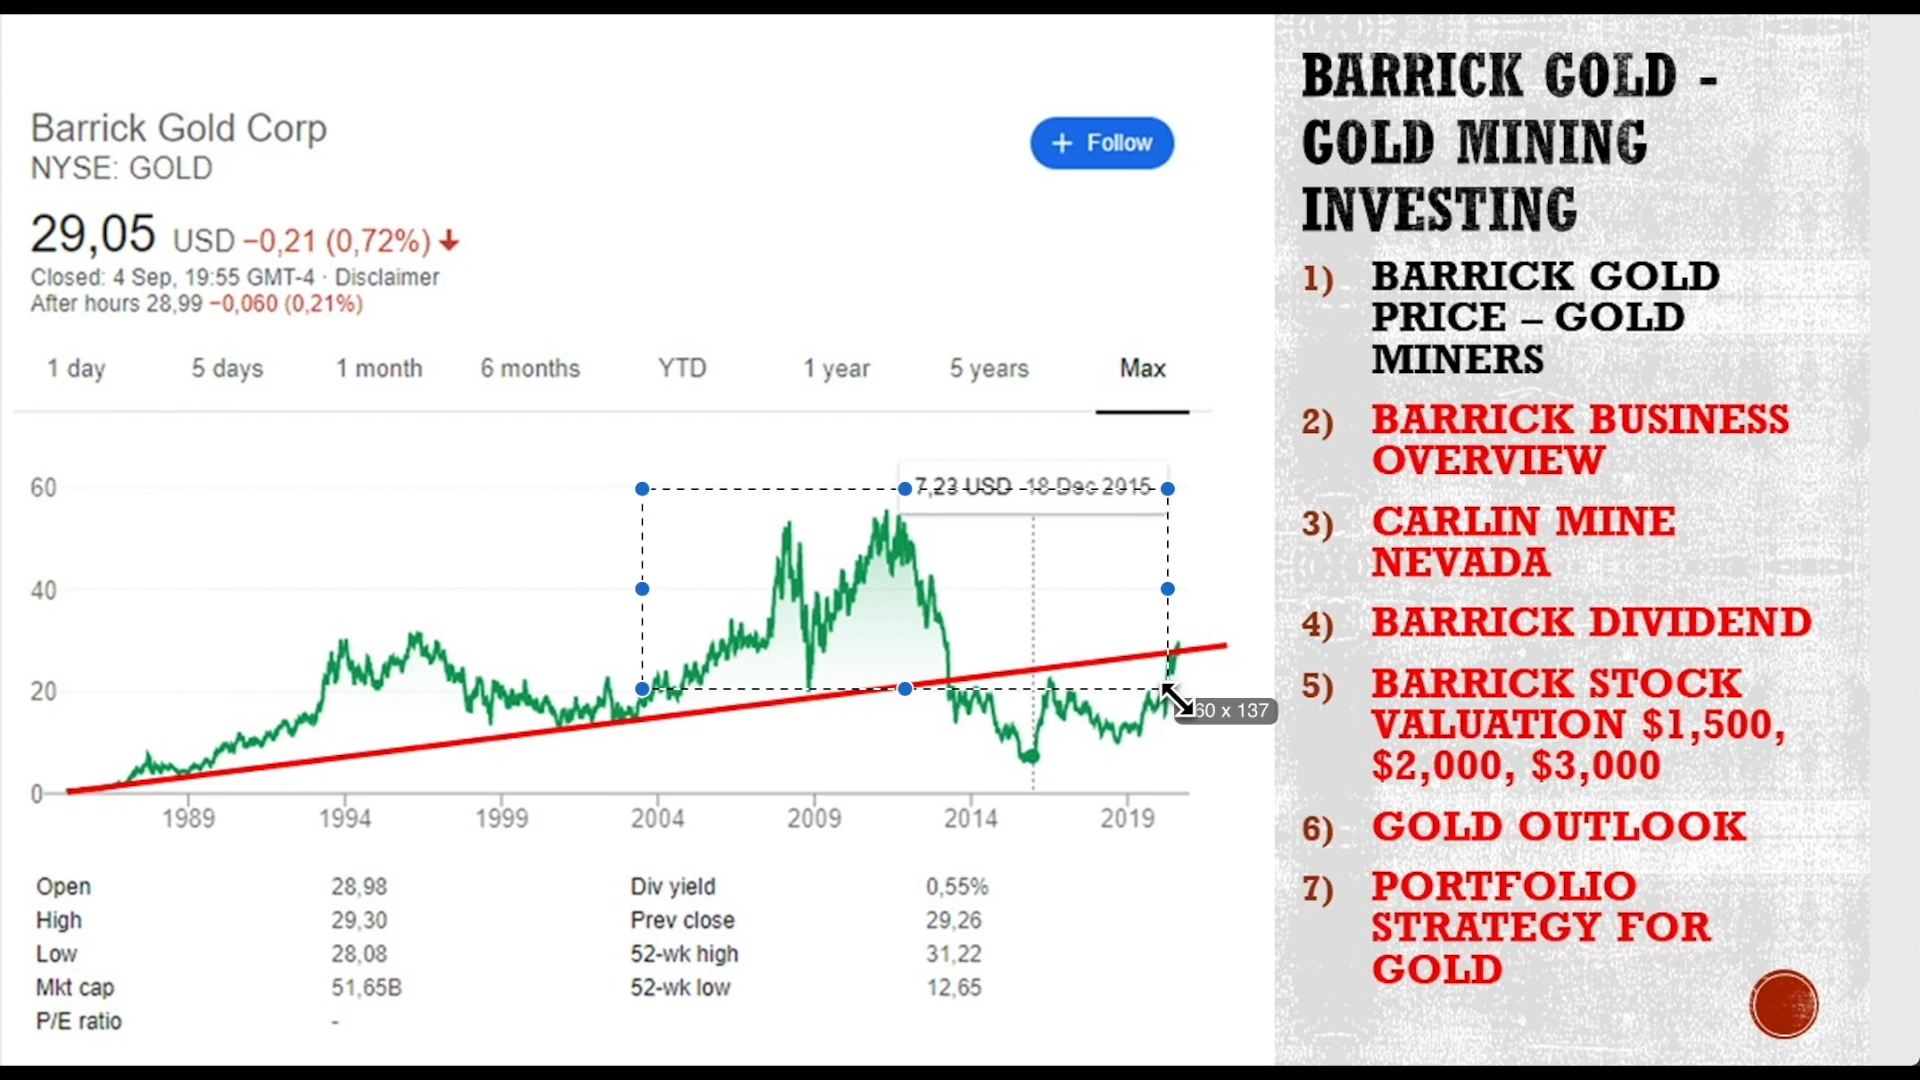 Barrick Gold Corp
NYSE: GOLD
+ Follow
29,05 USD −0,21 (0,72%)
Closed: 4 Sep, 19:55 GMT-4 · Disclaimer
After hours 28,99 −0,060 (0,21%)
1 day 5 days 1 month 6 months YTD 1 year 5 years Max
7,23 USD 18 Dec 2015
60
40
20
0
60 x 137
1989 1994 1999 2004 2009 2014 2019
Open 28,98 Div yield 0,55%
High 29,30 Prev close 29,26
Low 28,08 52-wk high 31,22
Mkt cap 51,65B 52-wk low 12,65
P/E ratio -
BARRICK GOLD -
GOLD MINING
INVESTING
1) BARRICK GOLD
PRICE – GOLD
MINERS
2) BARRICK BUSINESS
OVERVIEW
3) CARLIN MINE
NEVADA
4) BARRICK DIVIDEND
5) BARRICK STOCK
VALUATION $1,500,
$2,000, $3,000
6) GOLD OUTLOOK
7) PORTFOLIO
STRATEGY FOR
GOLD